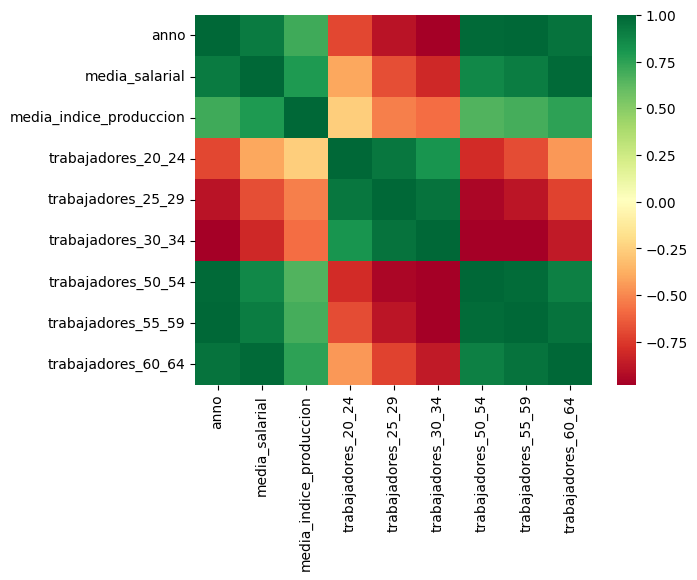 anno
media_salarial
media_indice_produccion
trabajadores_20_24
trabajadores_25_29
trabajadores_30_34
trabajadores_50_54
trabajadores_55_59
trabajadores_60_64
anno
media_salarial
media_indice_produccion
trabajadores_20_24
trabajadores_25_29
trabajadores_30_34
trabajadores_50_54
trabajadores_55_59
trabajadores_60_64
1.00
0.75
0.50
0.25
0.00
−0.25
−0.50
−0.75